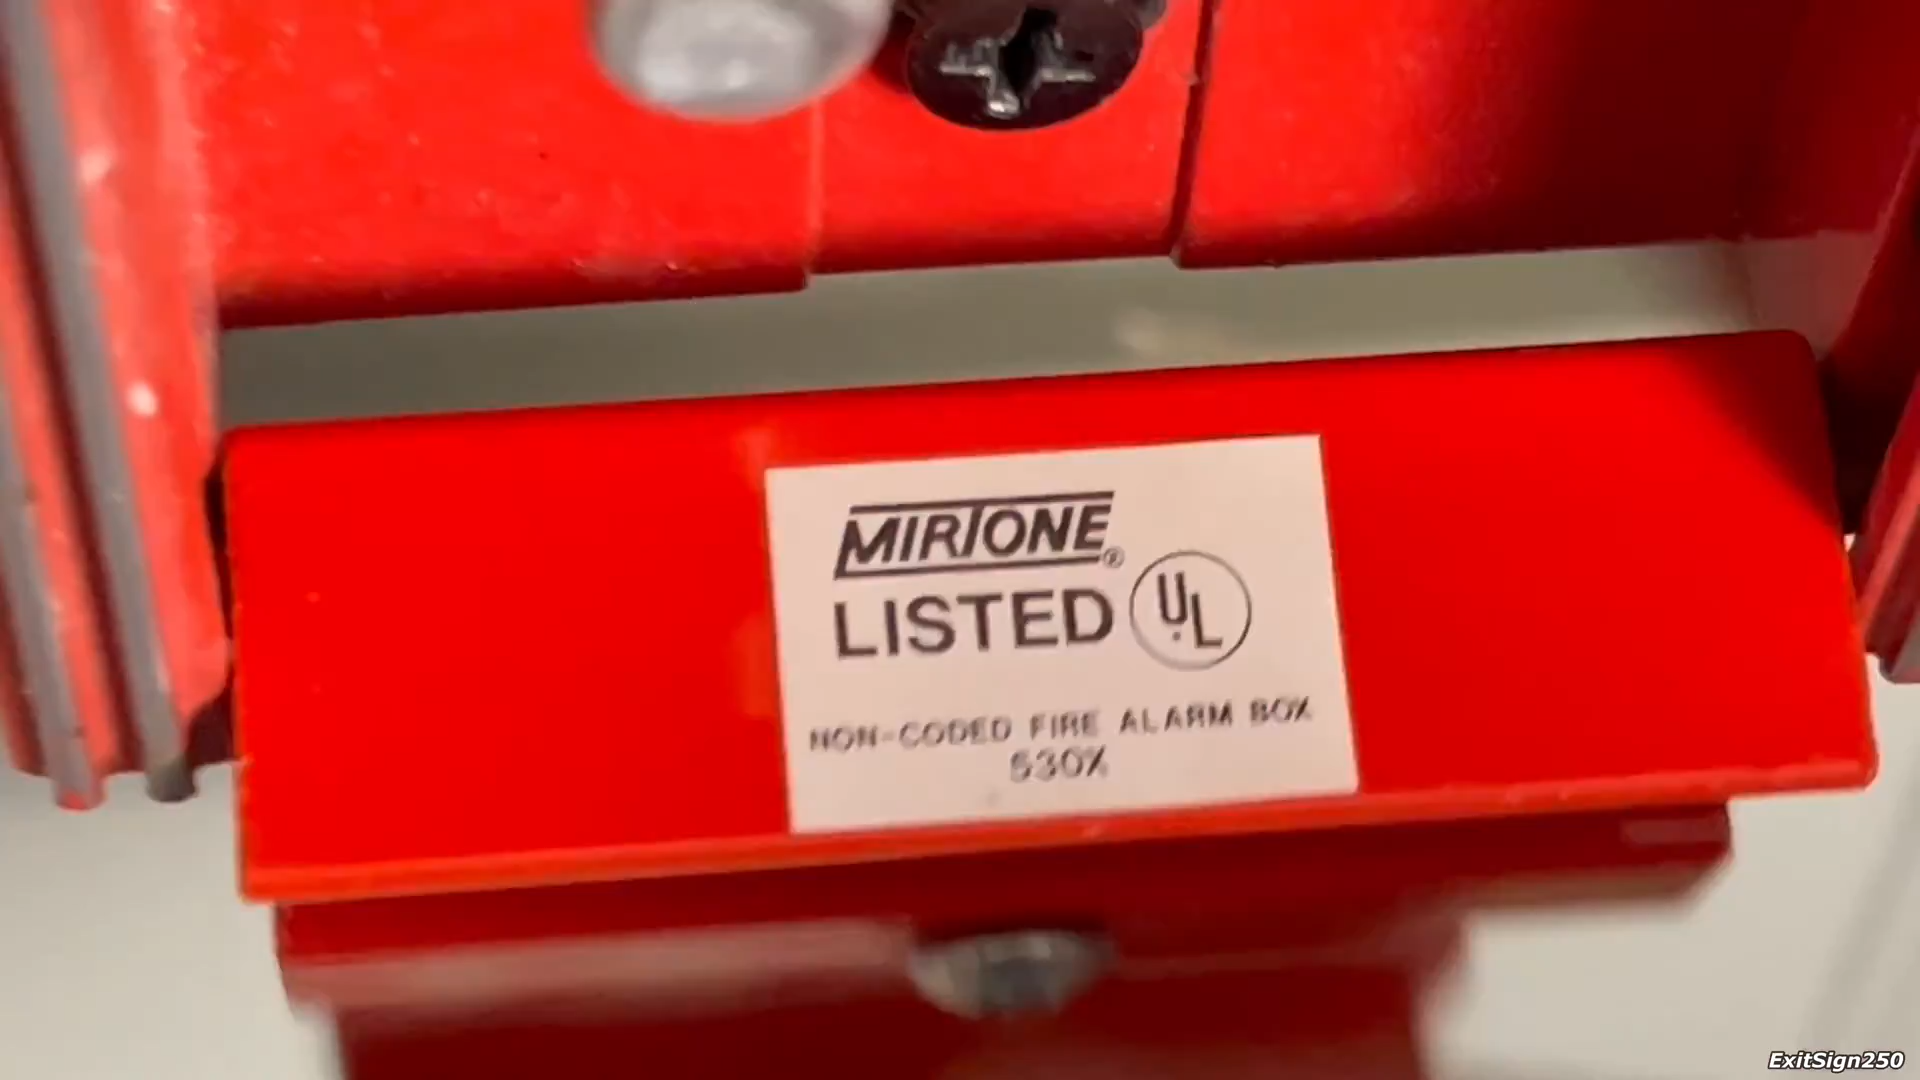 MIRTONE®
LISTED UL
NON-CODED FIRE ALARM BOX
530X
ExitSign250